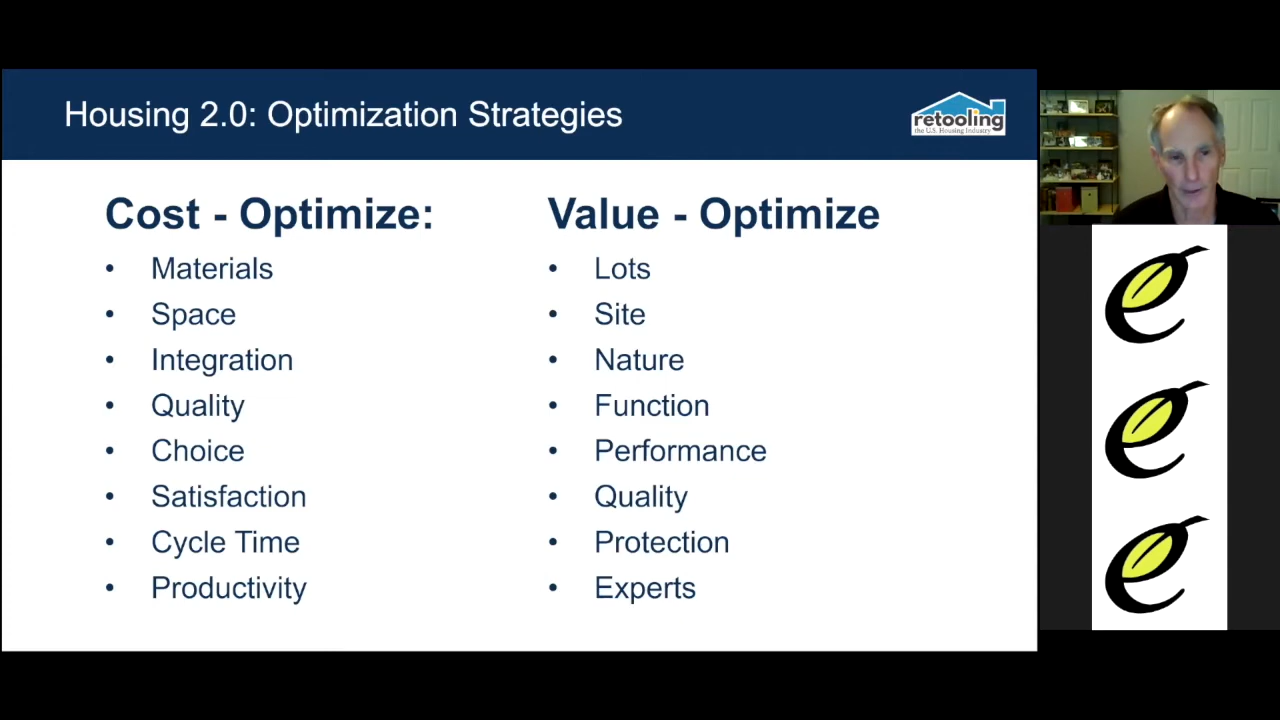 Housing 2.0: Optimization Strategies
retooling
the U.S. Housing Industry
Cost - Optimize:
• Materials
• Space
• Integration
• Quality
• Choice
• Satisfaction
• Cycle Time
• Productivity
Value - Optimize
• Lots
• Site
• Nature
• Function
• Performance
• Quality
• Protection
• Experts